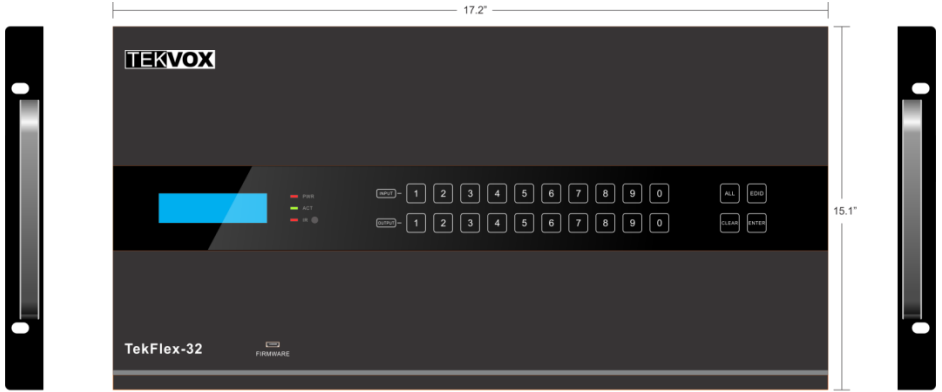 17.2"
TEKVOX
15.1"
PWR
ACT
IR
INPUT 1 2 3 4 5 6 7 8 9 0
OUTPUT 1 2 3 4 5 6 7 8 9 0
ALL EDID
CLEAR ENTER
TekFlex-32
FIRMWARE